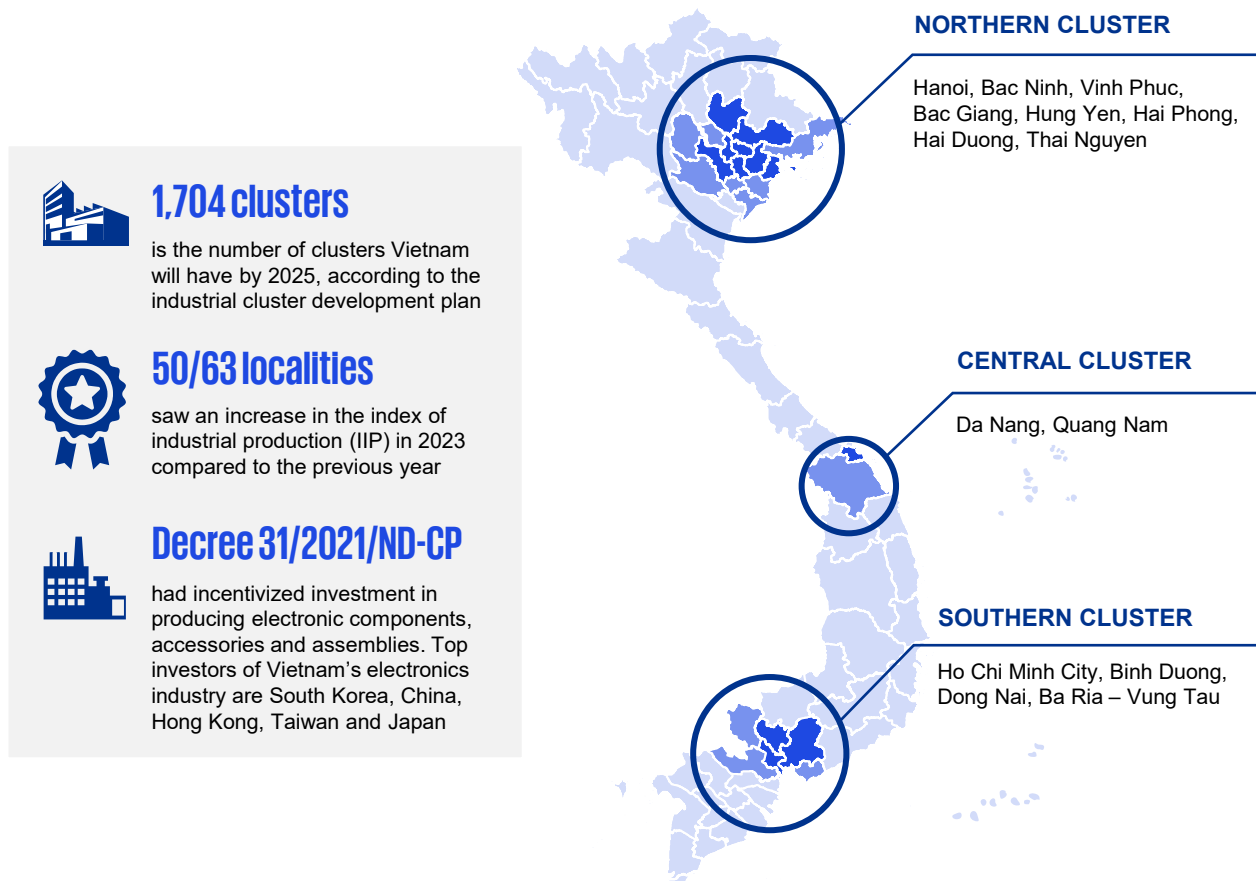 1,704 clusters
is the number of clusters Vietnam
will have by 2025, according to the
industrial cluster development plan
50/63 localities
saw an increase in the index of
industrial production (IIP) in 2023
compared to the previous year
Decree 31/2021/ND-CP
had incentivized investment in
producing electronic components,
accessories and assemblies. Top
investors of Vietnam’s electronics
industry are South Korea, China,
Hong Kong, Taiwan and Japan
NORTHERN CLUSTER
Hanoi, Bac Ninh, Vinh Phuc,
Bac Giang, Hung Yen, Hai Phong,
Hai Duong, Thai Nguyen
CENTRAL CLUSTER
Da Nang, Quang Nam
SOUTHERN CLUSTER
Ho Chi Minh City, Binh Duong,
Dong Nai, Ba Ria – Vung Tau